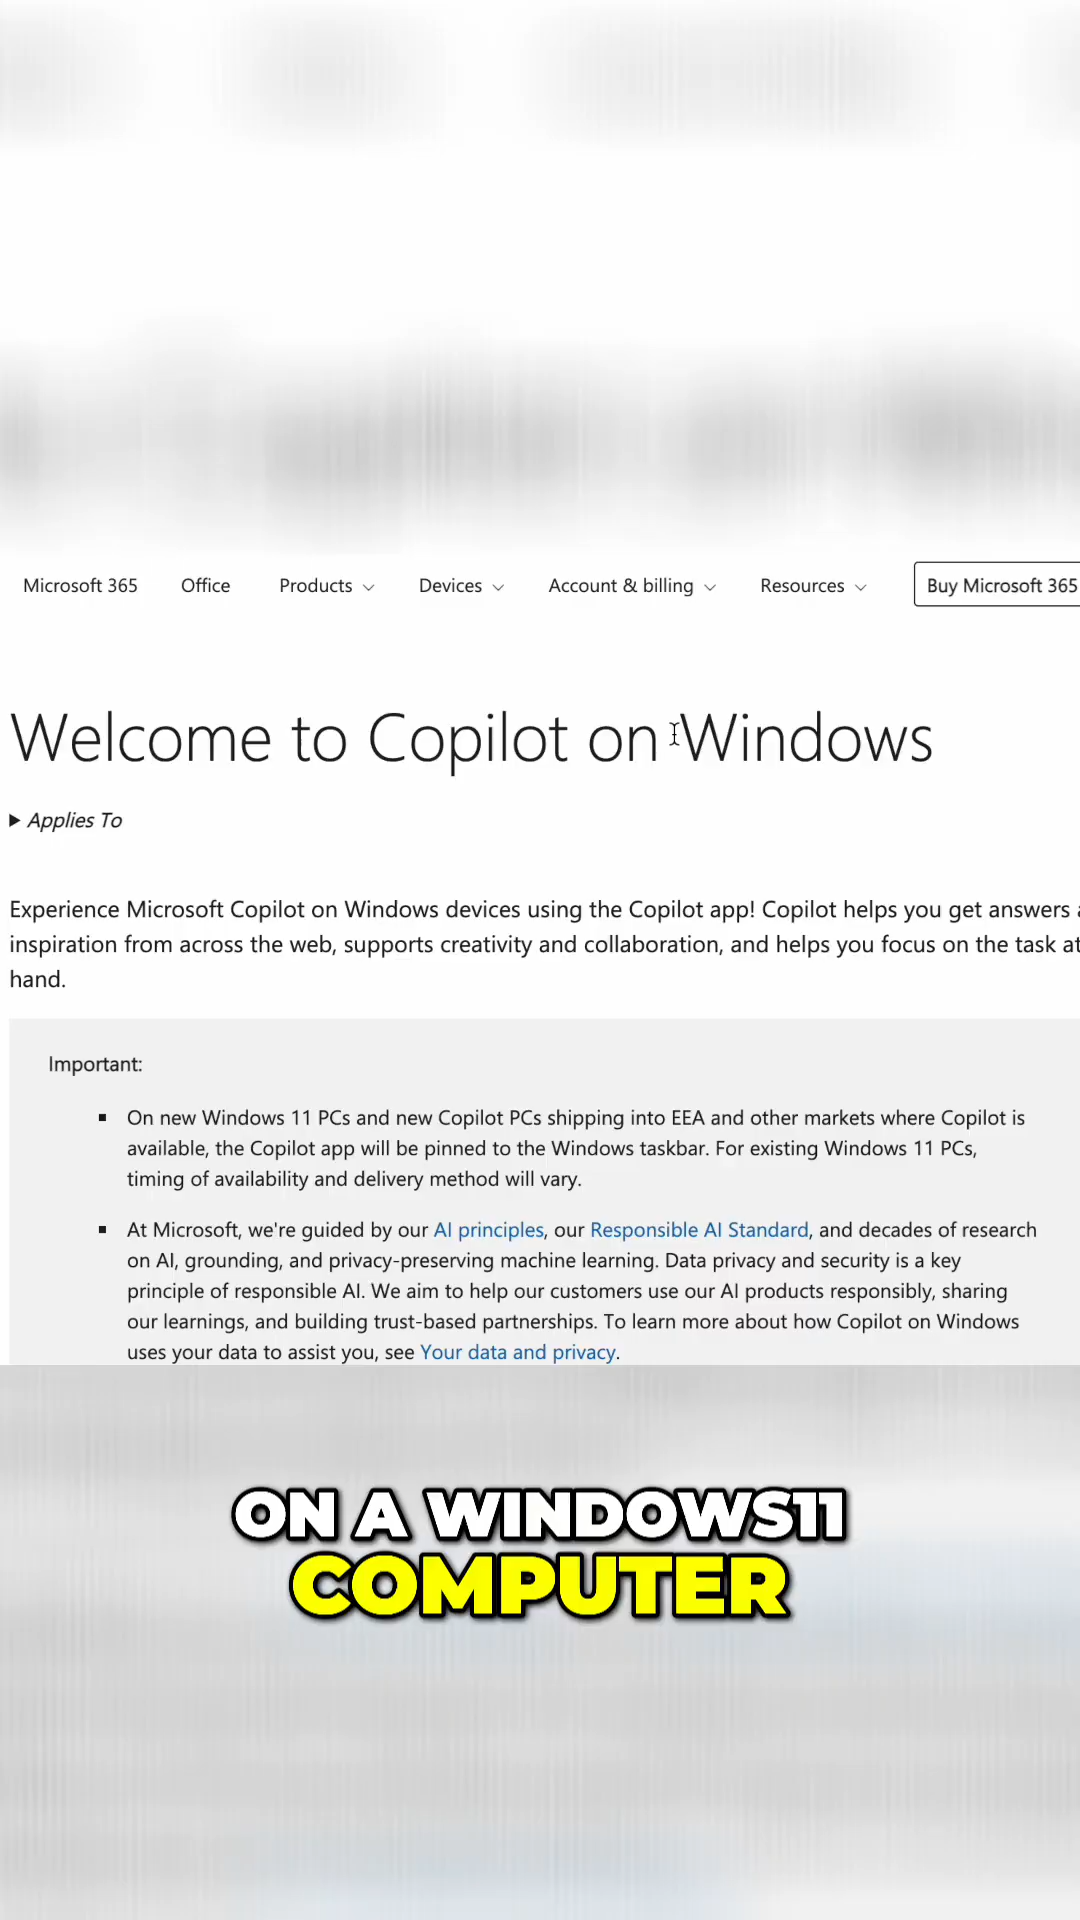 Microsoft 365 Office Products Devices Account & billing Resources Buy Microsoft 365
Welcome to Copilot on Windows
Applies To
Experience Microsoft Copilot on Windows devices using the Copilot app! Copilot helps you get answers
inspiration from across the web, supports creativity and collaboration, and helps you focus on the task at
hand.
Important:
On new Windows 11 PCs and new Copilot PCs shipping into EEA and other markets where Copilot is
available, the Copilot app will be pinned to the Windows taskbar. For existing Windows 11 PCs,
timing of availability and delivery method will vary.
At Microsoft, we're guided by our AI principles, our Responsible AI Standard, and decades of research
on AI, grounding, and privacy-preserving machine learning. Data privacy and security is a key
principle of responsible AI. We aim to help our customers use our AI products responsibly, sharing
our learnings, and building trust-based partnerships. To learn more about how Copilot on Windows
uses your data to assist you, see Your data and privacy.
ON A WINDOWS11
COMPUTER